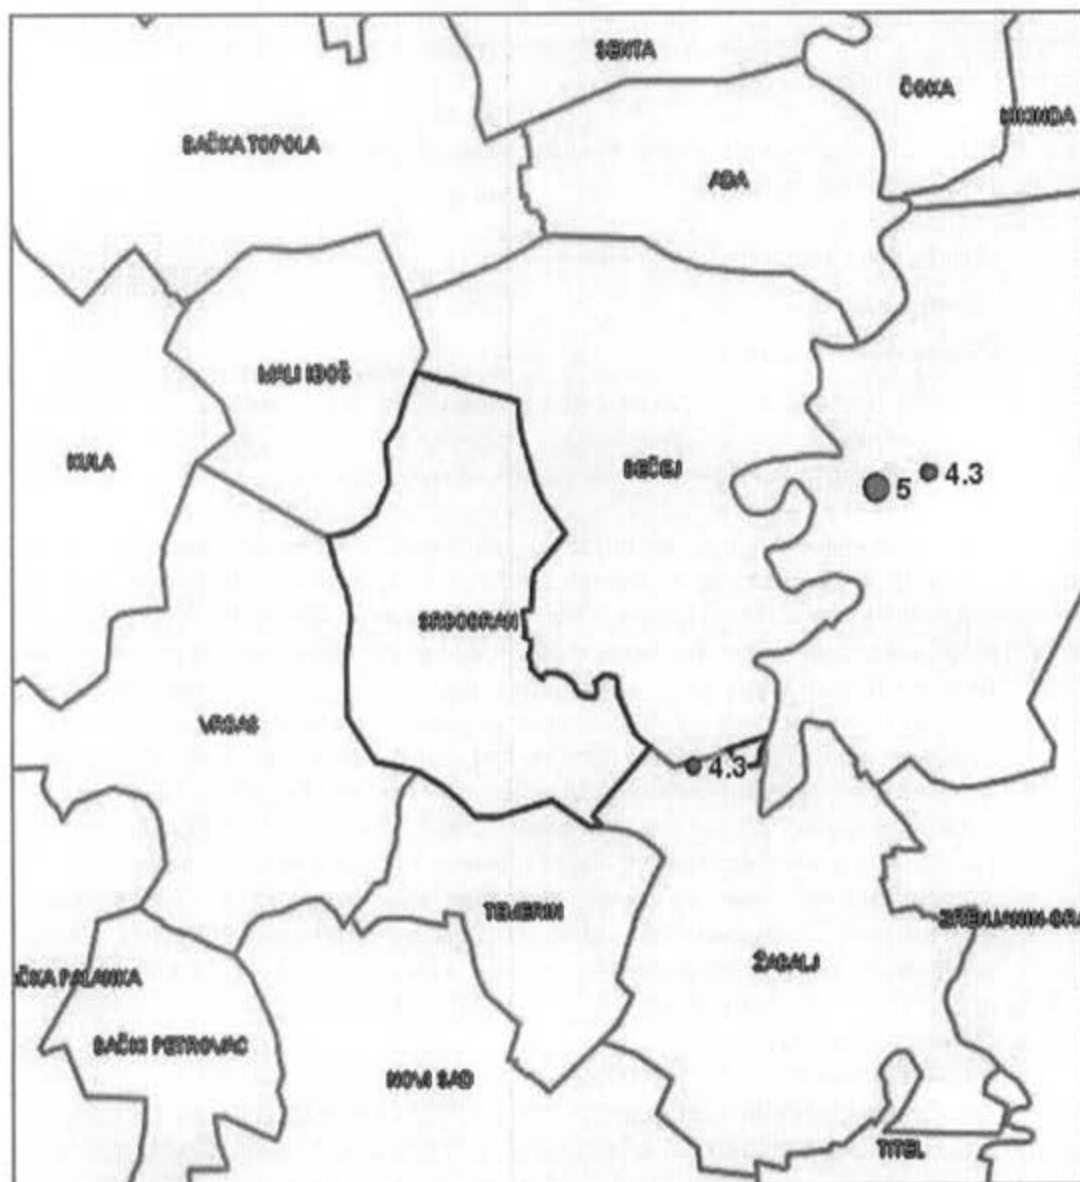 SENTA
ČOKA
KIKINDA
BAČKA TOPOLA
ADA
MALI IĐOŠ
KULA
BEČEJ
4.3
5
SRBOBRAN
VRBAS
4.3
TEMERIN
ŽABALJ
BAČKI PETROVAC
NOVI SAD
TITEL